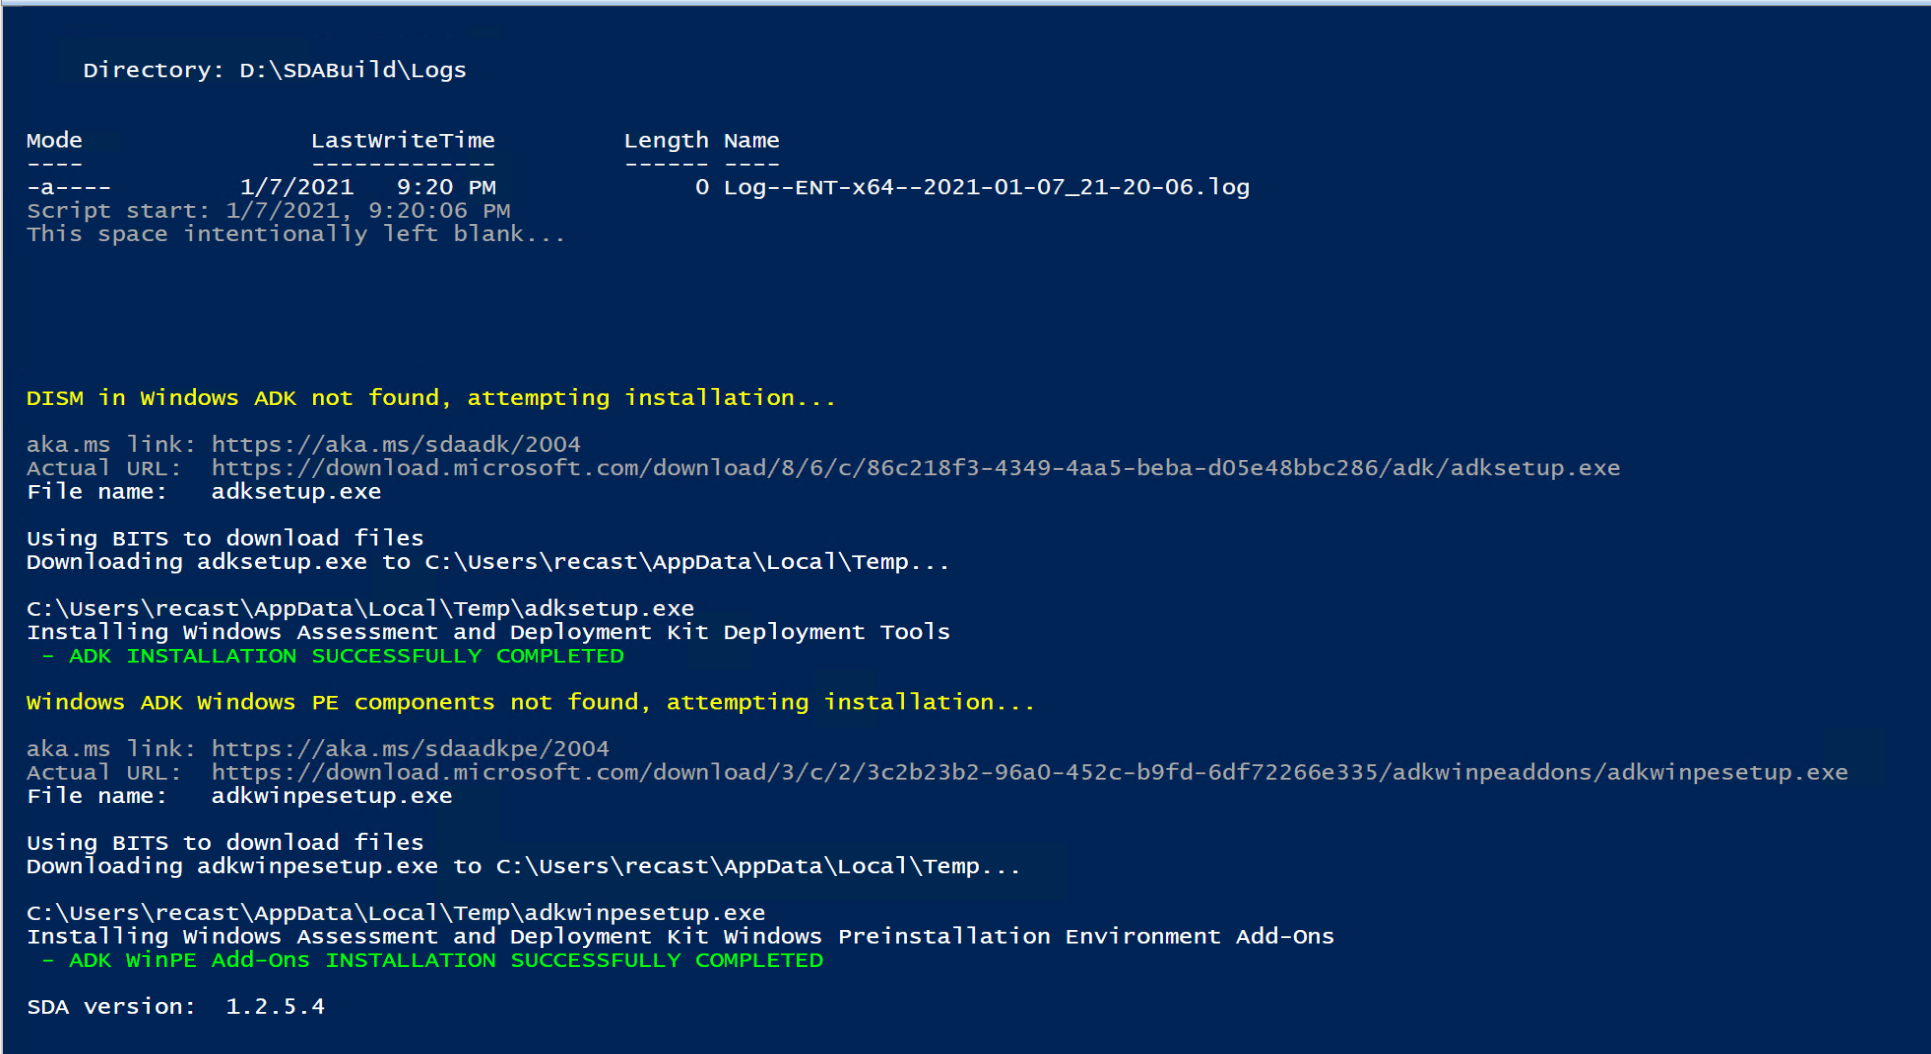 Directory: D:\SDABuild\Logs
Mode                LastWriteTime         Length Name
----                -------------         ------ ----
-a----         1/7/2021   9:20 PM              0 Log--ENT-x64--2021-01-07_21-20-06.log
Script start: 1/7/2021, 9:20:06 PM
This space intentionally left blank...
DISM in Windows ADK not found, attempting installation...
aka.ms link: https://aka.ms/sdaadk/2004
Actual URL:  https://download.microsoft.com/download/8/6/c/86c218f3-4349-4aa5-beba-d05e48bbc286/adk/adksetup.exe
File name:   adksetup.exe
Using BITS to download files
Downloading adksetup.exe to C:\Users\recast\AppData\Local\Temp...
C:\Users\recast\AppData\Local\Temp\adksetup.exe
Installing Windows Assessment and Deployment Kit Deployment Tools
 - ADK INSTALLATION SUCCESSFULLY COMPLETED
Windows ADK Windows PE components not found, attempting installation...
aka.ms link: https://aka.ms/sdaadkpe/2004
Actual URL:  https://download.microsoft.com/download/3/c/2/3c2b23b2-96a0-452c-b9fd-6df72266e335/adkwinpeaddons/adkwinpesetup.exe
File name:   adkwinpesetup.exe
Using BITS to download files
Downloading adkwinpesetup.exe to C:\Users\recast\AppData\Local\Temp...
C:\Users\recast\AppData\Local\Temp\adkwinpesetup.exe
Installing Windows Assessment and Deployment Kit Windows Preinstallation Environment Add-Ons
 - ADK WinPE Add-Ons INSTALLATION SUCCESSFULLY COMPLETED
SDA version:  1.2.5.4